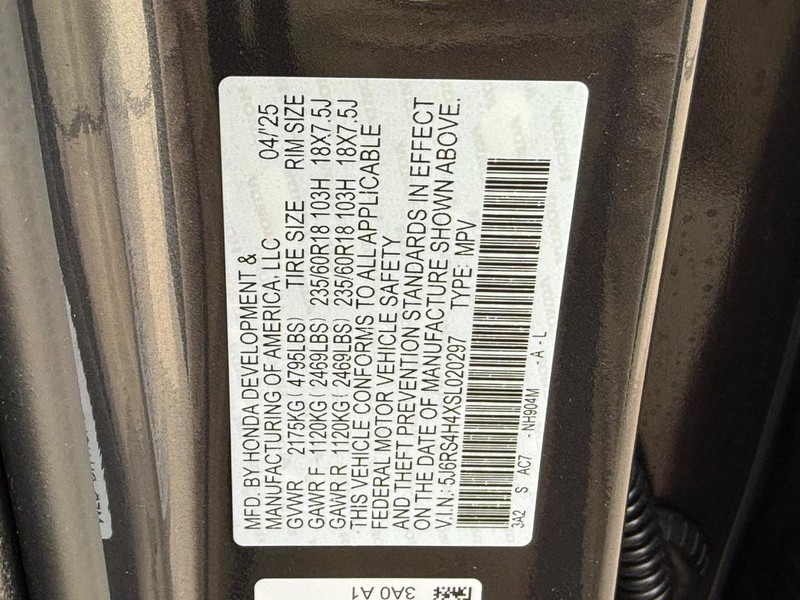 MFD. BY HONDA DEVELOPMENT &
MANUFACTURING OF AMERICA, LLC 04/'25
GVWR 2175KG ( 4795LBS) TIRE SIZE RIM SIZE
GAWR F 1120KG ( 2469LBS) 235/60R18 103H 18X7.5J
GAWR R 1120KG ( 2469LBS) 235/60R18 103H 18X7.5J
THIS VEHICLE CONFORMS TO ALL APPLICABLE
FEDERAL MOTOR VEHICLE SAFETY
AND THEFT PREVENTION STANDARDS IN EFFECT
ON THE DATE OF MANUFACTURE SHOWN ABOVE.
V.I.N.: 5J6RS4H4XSL020297 TYPE: MPV
3A2 S AC7 - NH904M - A - L
3A0 A1